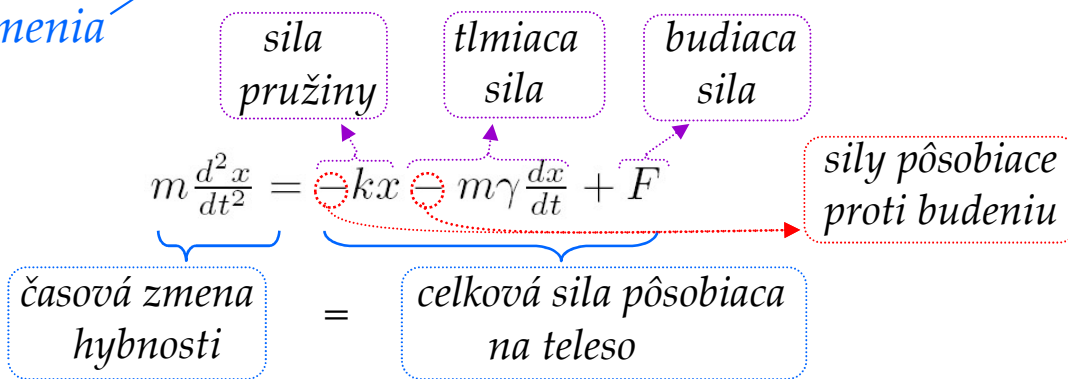 menia
sila
pružiny
tlmiaca
sila
budiaca
sila
m d²x/dt² = −kx − mγ dx/dt + F
sily pôsobiace
proti budeniu
časová zmena
hybnosti
=
celková sila pôsobiaca
na teleso